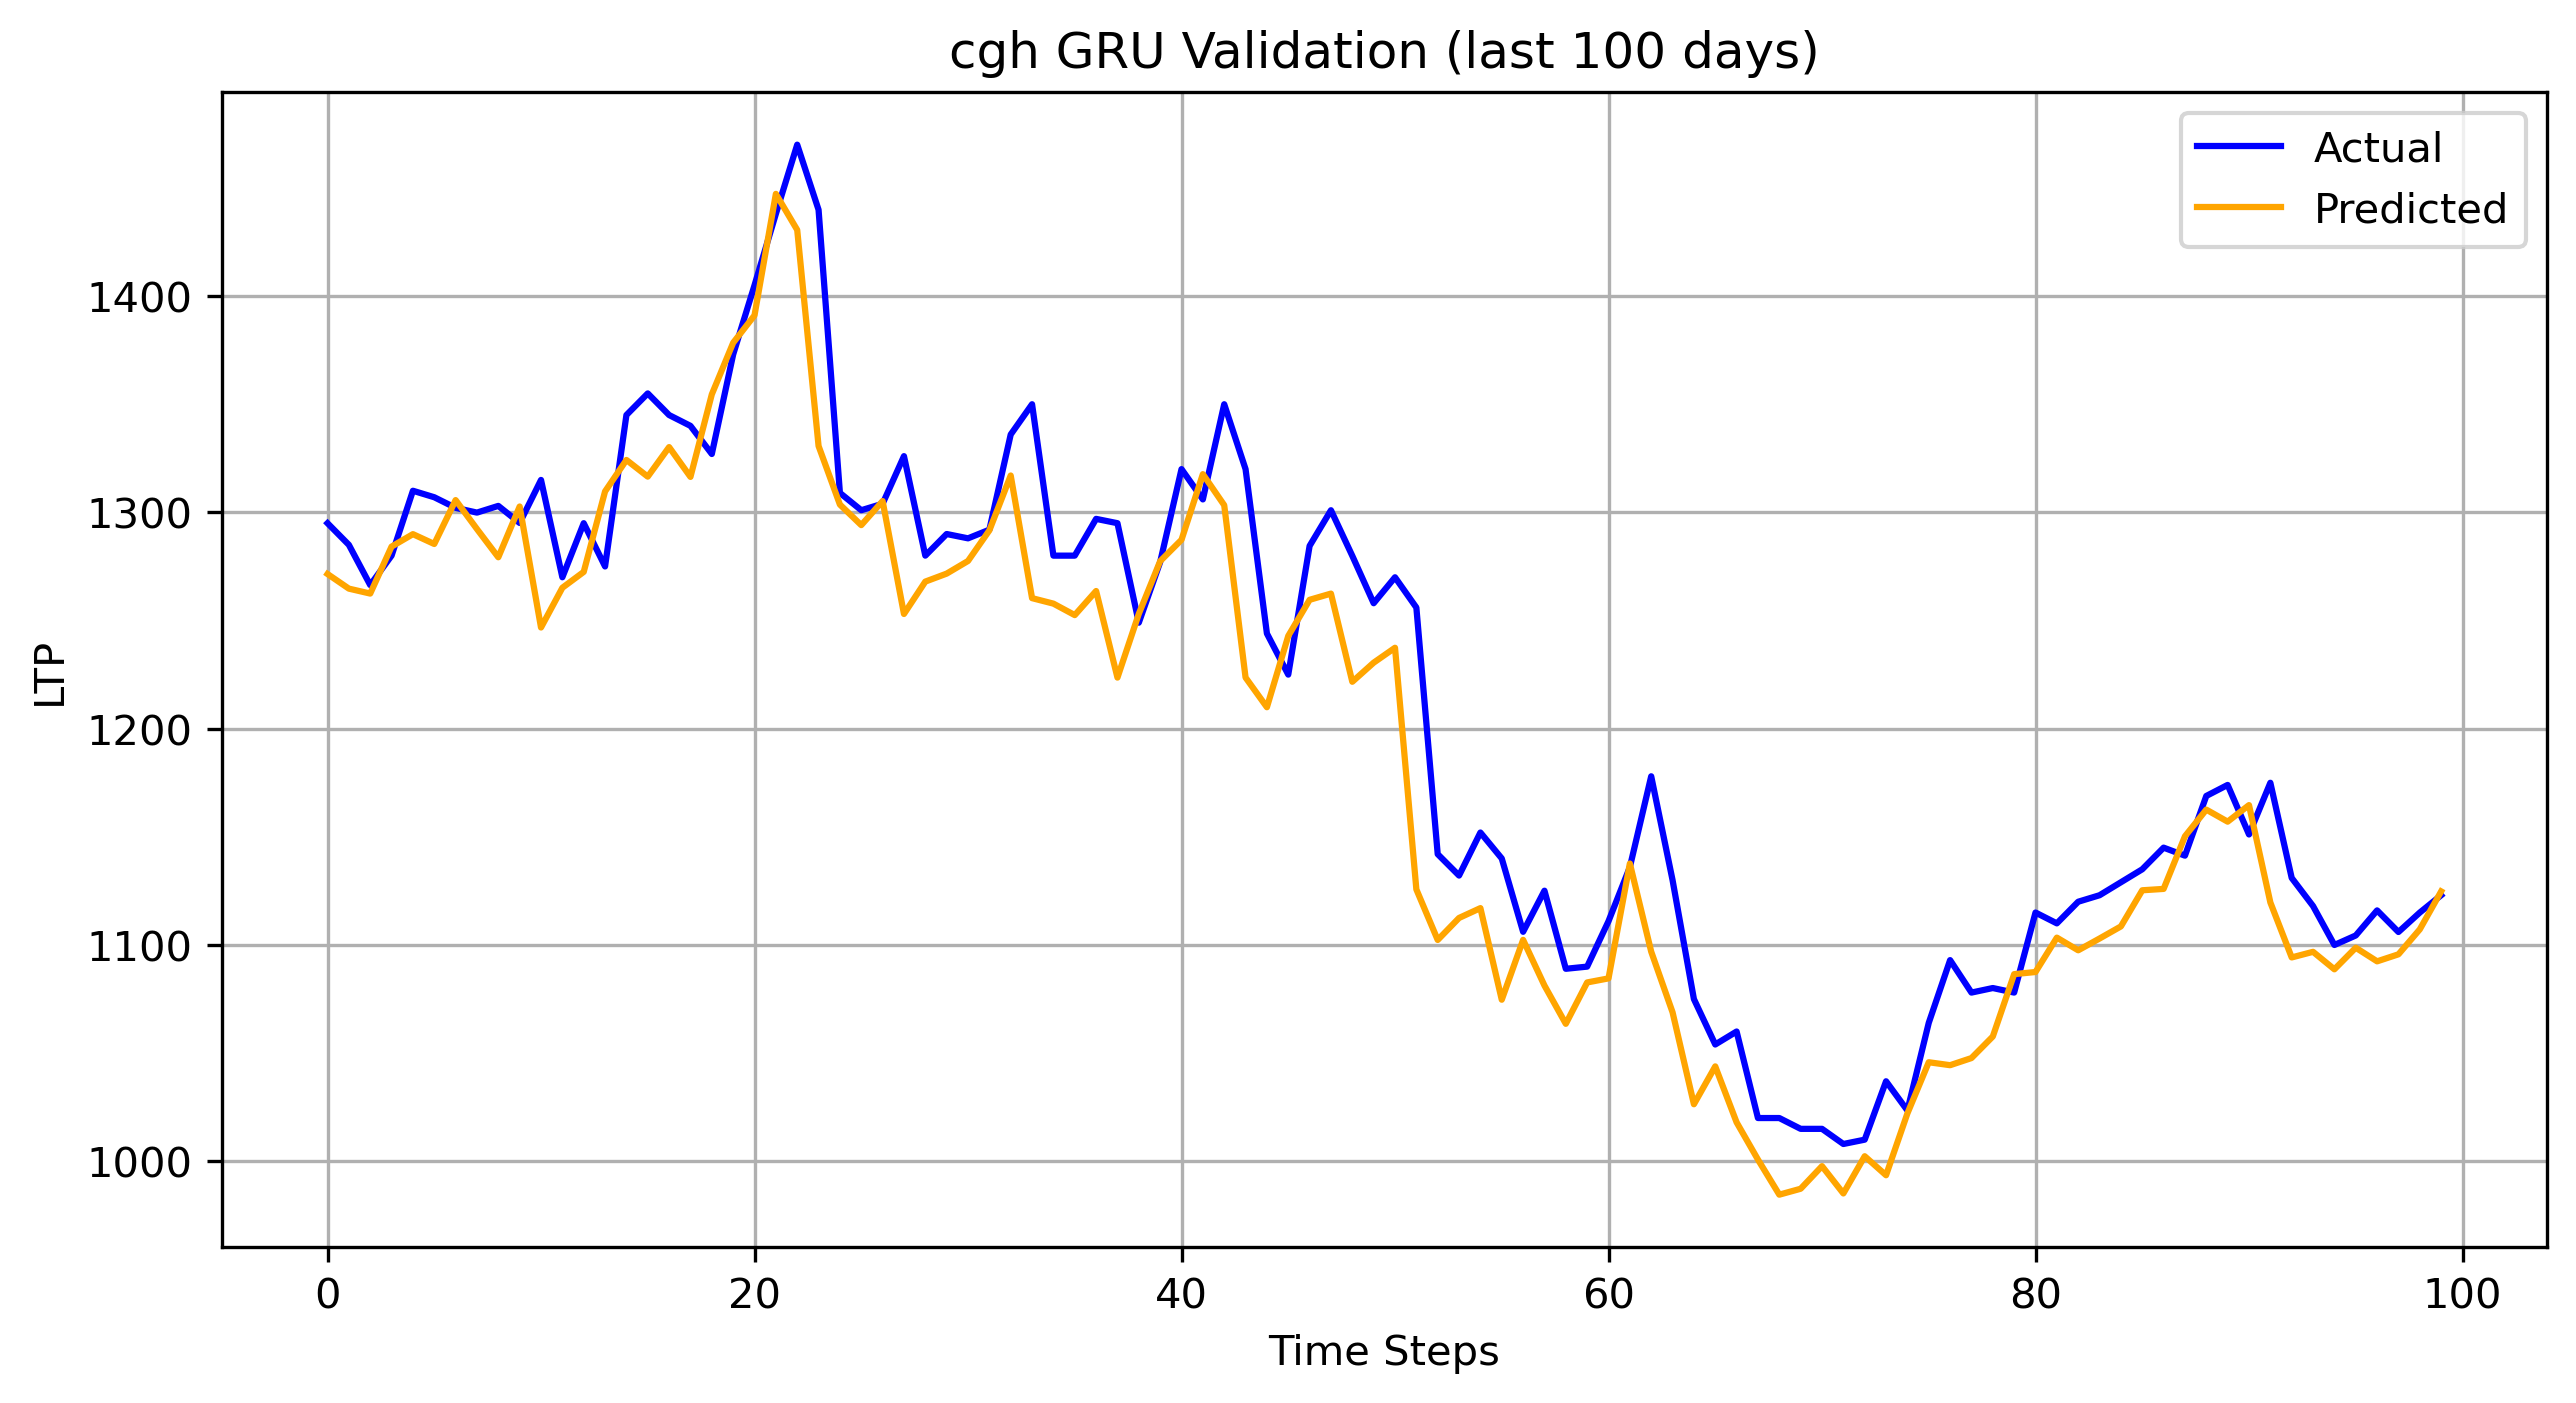 cgh GRU Validation (last 100 days)
Actual
Predicted
LTP
1400
1300
1200
1100
1000
0 20 40 60 80 100
Time Steps